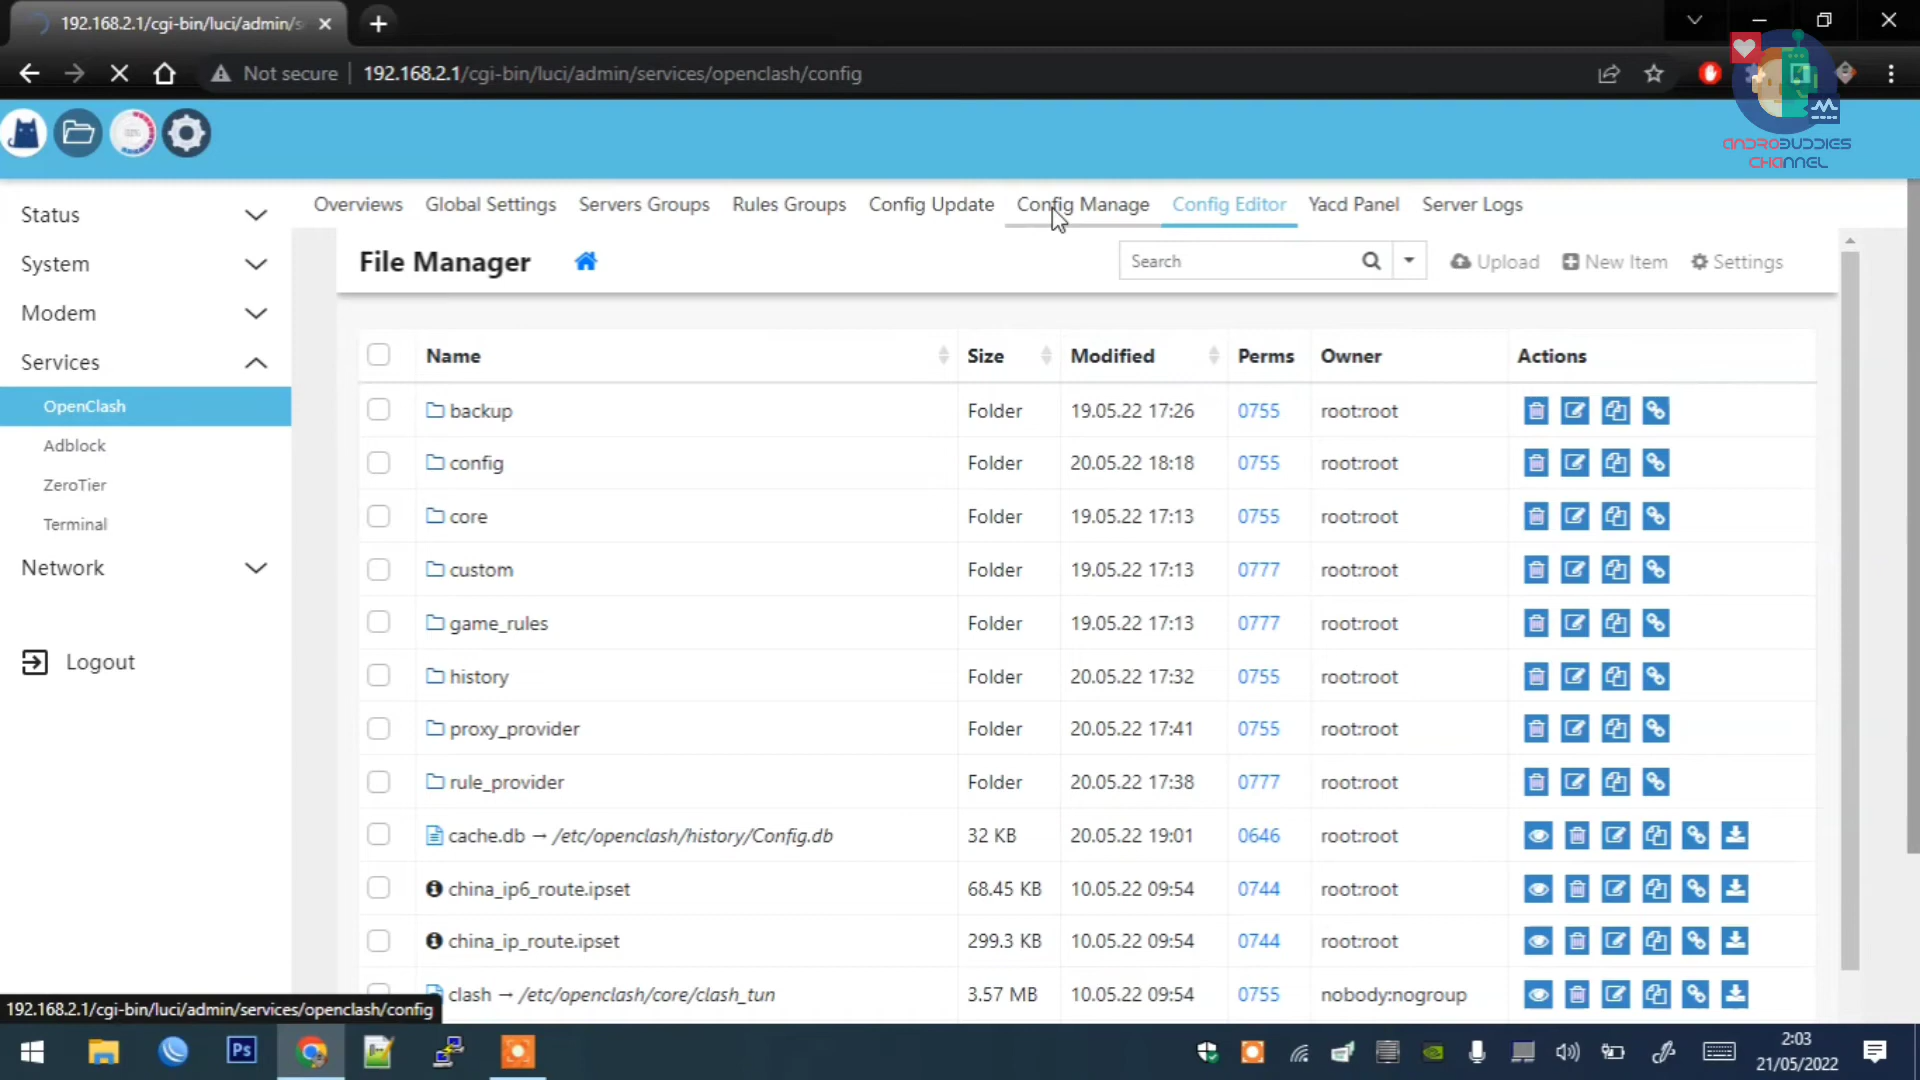 192.168.2.1/cgi-bin/luci/admin/s
Not secure
192.168.2.1/cgi-bin/luci/admin/services/openclash/config
ANDROBUDDIES
CHANNEL
Status
System
Modem
Services
OpenClash
Adblock
ZeroTier
Terminal
Network
Logout
Overviews Global Settings Servers Groups Rules Groups Config Update Config Manage Config Editor Yacd Panel Server Logs
File Manager Search Upload New Item Settings
Name Size Modified Perms Owner Actions
backup Folder 19.05.22 17:26 0755 root:root
config Folder 20.05.22 18:18 0755 root:root
core Folder 19.05.22 17:13 0755 root:root
custom Folder 19.05.22 17:13 0777 root:root
game_rules Folder 19.05.22 17:13 0777 root:root
history Folder 20.05.22 17:32 0755 root:root
proxy_provider Folder 20.05.22 17:41 0755 root:root
rule_provider Folder 20.05.22 17:38 0777 root:root
cache.db → /etc/openclash/history/Config.db 32 KB 20.05.22 19:01 0646 root:root
china_ip6_route.ipset 68.45 KB 10.05.22 09:54 0744 root:root
china_ip_route.ipset 299.3 KB 10.05.22 09:54 0744 root:root
clash → /etc/openclash/core/clash_tun 3.57 MB 10.05.22 09:54 0755 nobody:nogroup
192.168.2.1/cgi-bin/luci/admin/services/openclash/config
Ps
2:03
21/05/2022